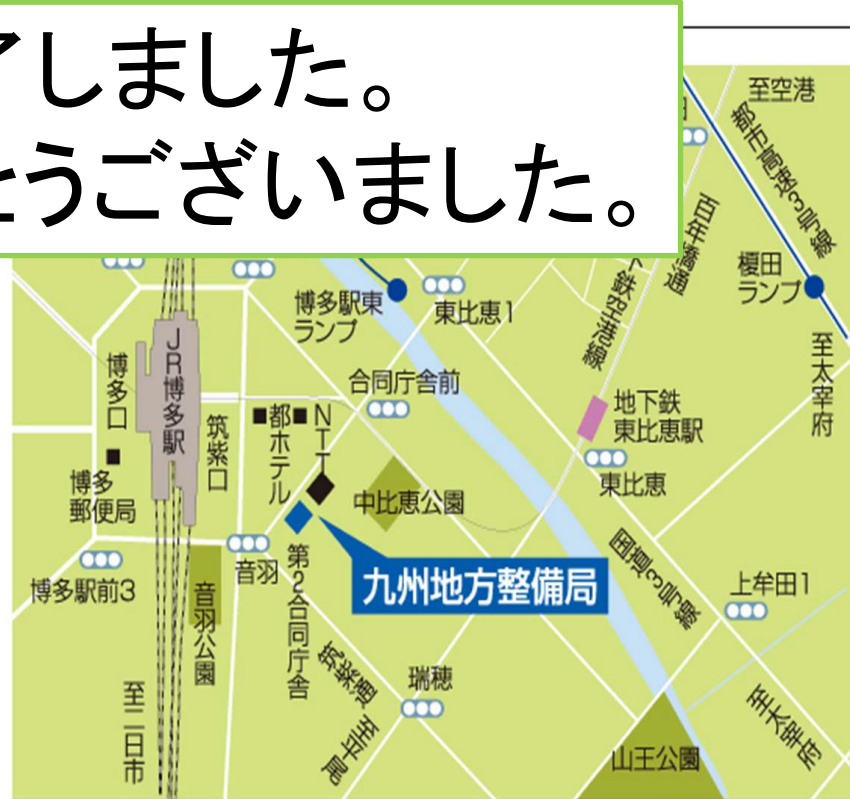 了しました。
とうございました。
至空港
都市高速3号線
百年橋通
榎田
ランプ
博多駅東
ランプ
東比恵1
鉄空港線
至太宰府
JR博多駅
博多口
合同庁舎前
地下鉄
東比恵駅
筑紫口
都ホテル
NTT
博多
郵便局
中比恵公園
東比恵
国道3号線
音羽
九州地方整備局
博多駅前3
第2合同庁舎
上牟田1
音羽公園
筑紫通
瑞穂
至竹下
至二日市
至太宰府
山王公園